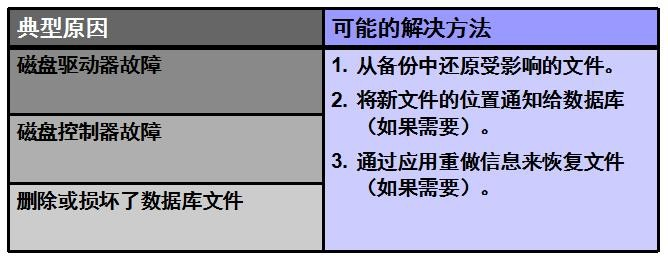 典型原因
可能的解决方法
磁盘驱动器故障
磁盘控制器故障
删除或损坏了数据库文件
1. 从备份中还原受影响的文件。
2. 将新文件的位置通知给数据库
（如果需要）。
3. 通过应用重做信息来恢复文件
（如果需要）。